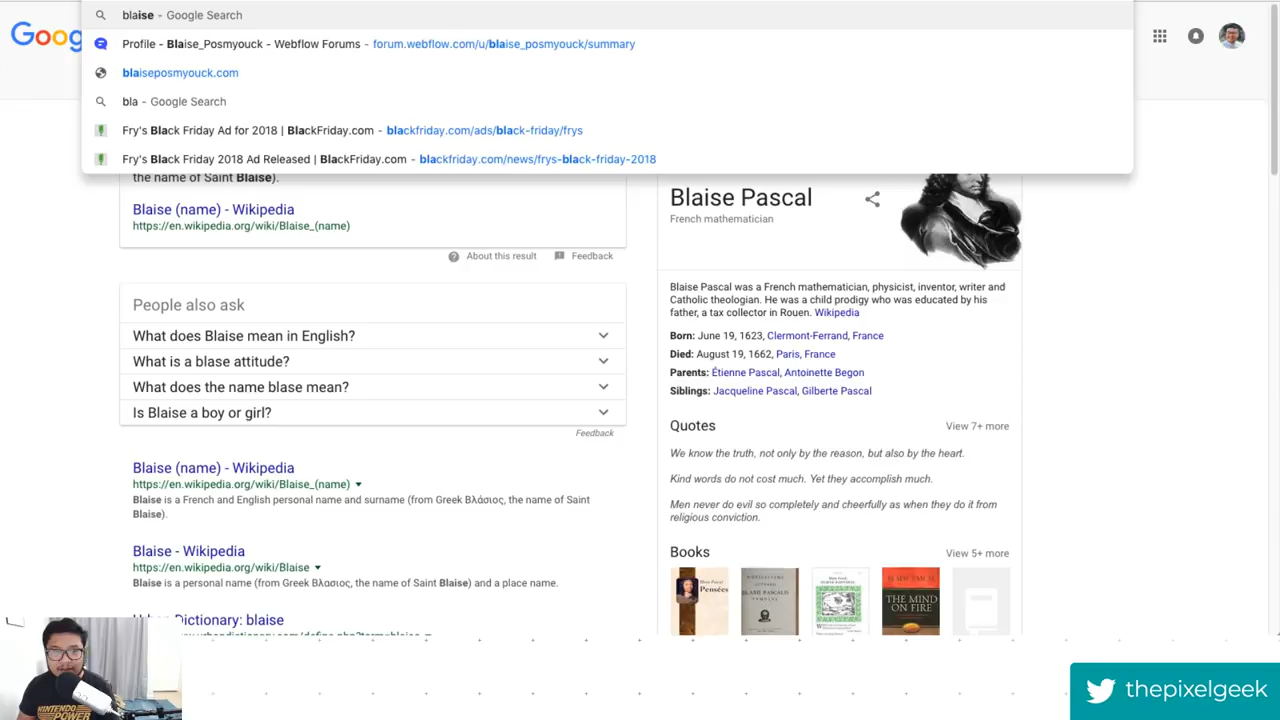 blaise - Google Search
Goog
Profile - Blaise_Posmyouck - Webflow Forums - forum.webflow.com/u/blaise_posmyouck/summary
blaiseposmyouck.com
bla - Google Search
Fry's Black Friday Ad for 2018 | BlackFriday.com - blackfriday.com/ads/black-friday/frys
Fry's Black Friday 2018 Ad Released | BlackFriday.com - blackfriday.com/news/frys-black-friday-2018
the name of Saint Blaise).
Blaise (name) - Wikipedia
https://en.wikipedia.org/wiki/Blaise_(name)
About this result
Feedback
People also ask
What does Blaise mean in English?
What is a blase attitude?
What does the name blase mean?
Is Blaise a boy or girl?
Feedback
Blaise (name) - Wikipedia
https://en.wikipedia.org/wiki/Blaise_(name)
Blaise is a French and English personal name and surname (from Greek Βλάσιος, the name of Saint
Blaise).
Blaise - Wikipedia
https://en.wikipedia.org/wiki/Blaise
Blaise is a personal name (from Greek Βλάσιος, the name of Saint Blaise) and a place name.
Dictionary: blaise
Blaise Pascal
French mathematician
Blaise Pascal was a French mathematician, physicist, inventor, writer and
Catholic theologian. He was a child prodigy who was educated by his
father, a tax collector in Rouen. Wikipedia
Born: June 19, 1623, Clermont-Ferrand, France
Died: August 19, 1662, Paris, France
Parents: Étienne Pascal, Antoinette Begon
Siblings: Jacqueline Pascal, Gilberte Pascal
Quotes
View 7+ more
We know the truth, not only by the reason, but also by the heart.
Kind words do not cost much. Yet they accomplish much.
Men never do evil so completely and cheerfully as when they do it from
religious conviction.
Books
View 5+ more
Pensées
THE MIND
ON FIRE
NINTENDO
POWER
thepixelgeek